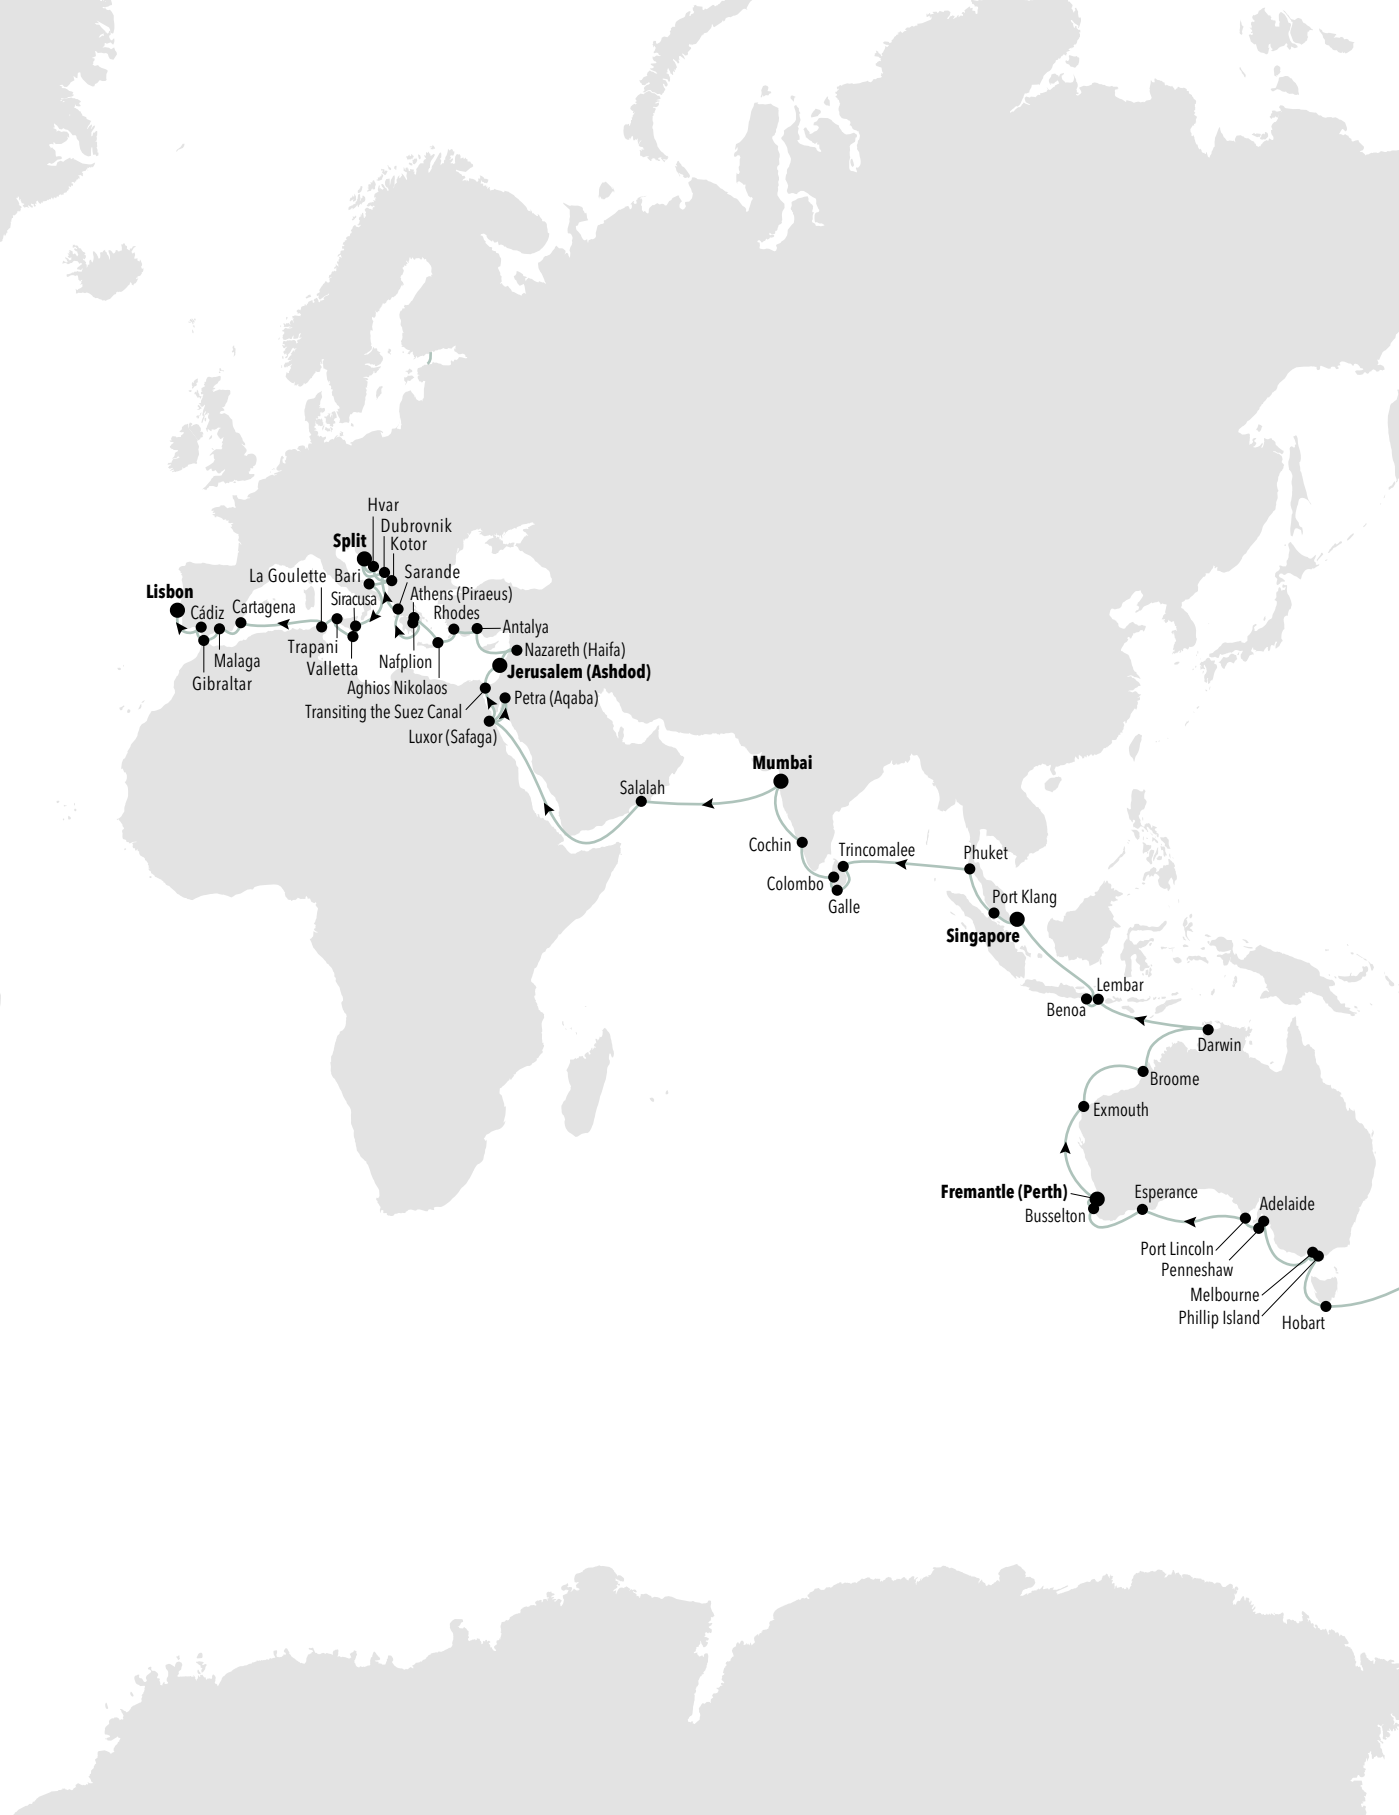 Hvar
Dubrovnik
Split
Kotor
Sarande
La Goulette
Bari
Lisbon
Athens (Piraeus)
Siracusa
Cartagena
Cádiz
Rhodes
Antalya
Trapani
Nazareth (Haifa)
Malaga
Valletta
Nafplion
Jerusalem (Ashdod)
Gibraltar
Aghios Nikolaos
Petra (Aqaba)
Transiting the Suez Canal
Luxor (Safaga)
Mumbai
Salalah
Cochin
Trincomalee
Phuket
Colombo
Port Klang
Galle
Singapore
Lembar
Benoa
Darwin
Broome
Exmouth
Fremantle (Perth)
Esperance
Adelaide
Busselton
Port Lincoln
Penneshaw
Melbourne
Phillip Island
Hobart